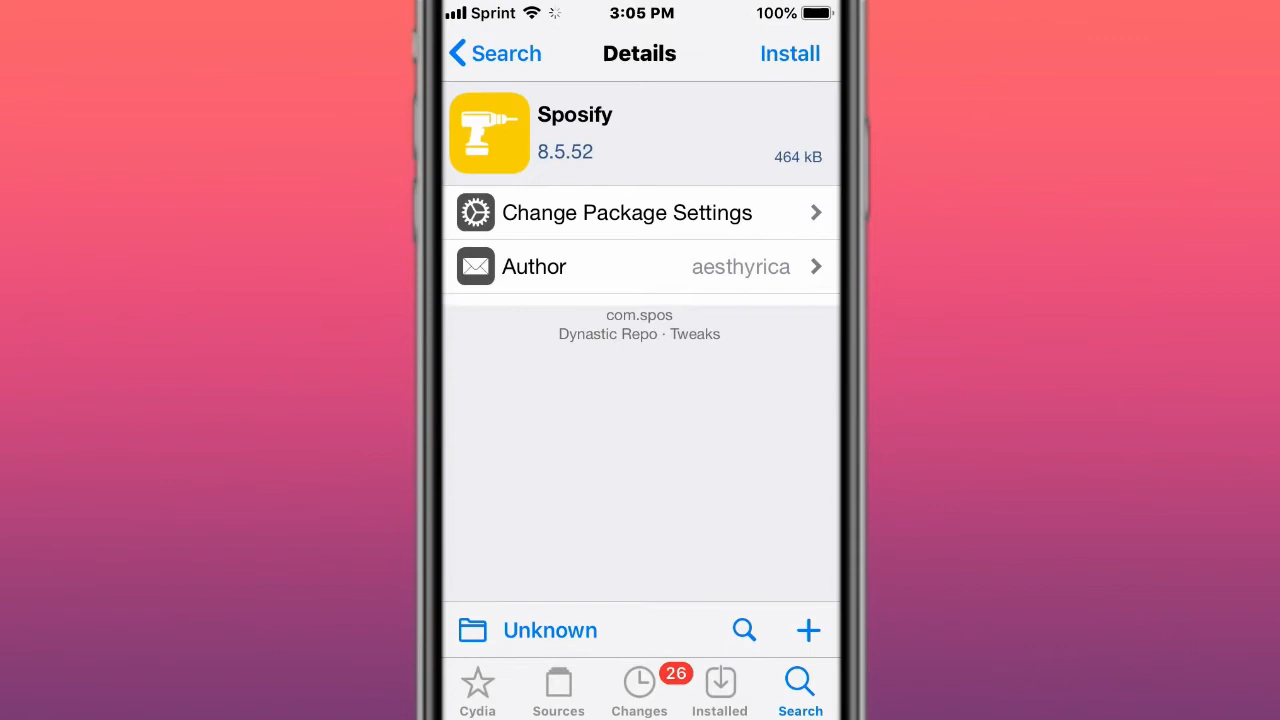 Sprint 3:05 PM 100%
Search Details Install
Sposify
8.5.52 464 kB
Change Package Settings
Author aesthyrica
com.spos
Dynastic Repo · Tweaks
Unknown
26
Cydia Sources Changes Installed Search